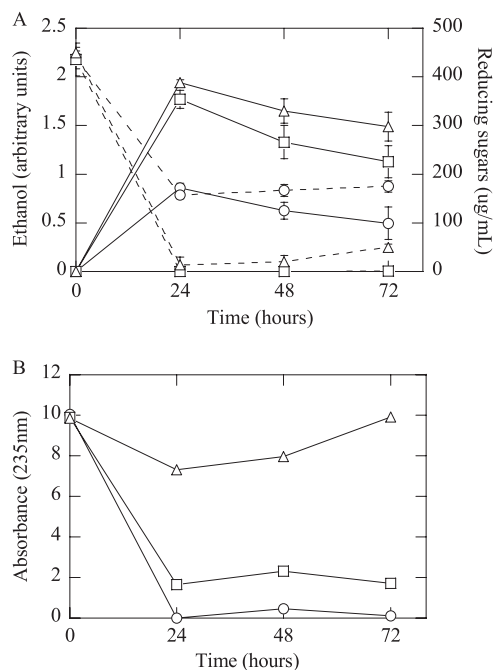 A
Ethanol (arbitrary units)
2.5
2
1.5
1
0.5
0
500
400
300
200
100
0
Reducing sugars (ug/mL)
0 24 48 72
Time (hours)
B
Absorbance (235nm)
12
10
8
6
4
2
0
0 24 48 72
Time (hours)